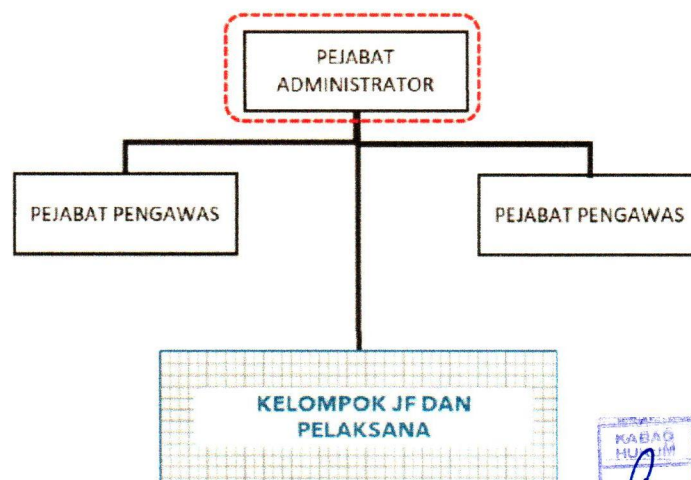 PEJABAT
ADMINISTRATOR
PEJABAT PENGAWAS
PEJABAT PENGAWAS
KELOMPOK JF DAN
PELAKSANA
KABAG
HUKUM